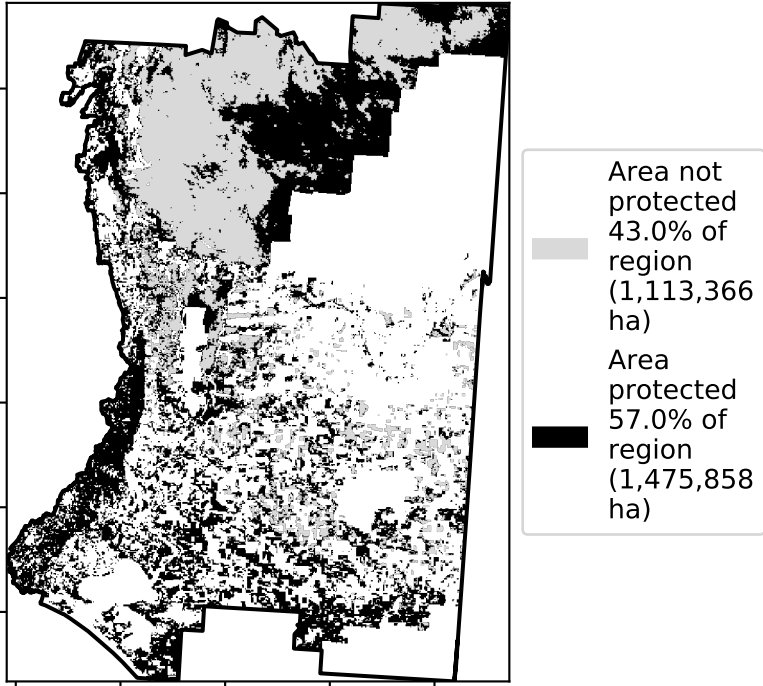 Area not
protected
43.0% of
region
(1,113,366
ha)
Area
protected
57.0% of
region
(1,475,858
ha)